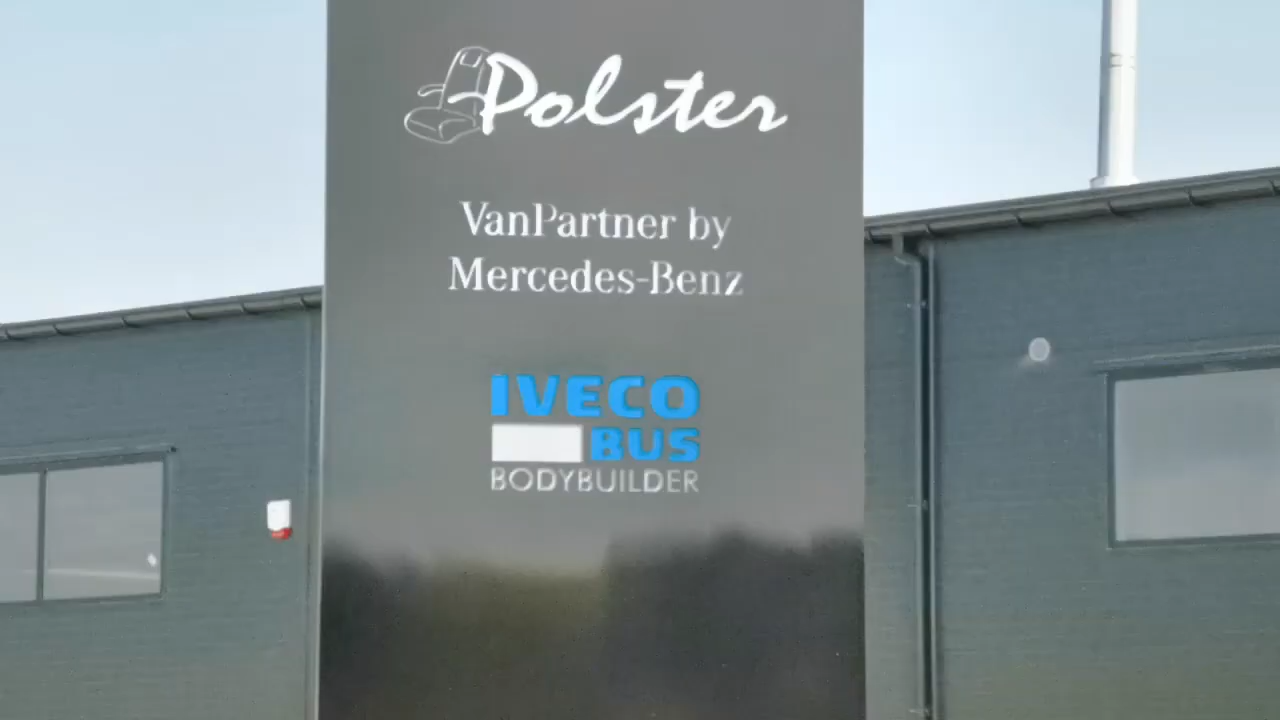 Polster
VanPartner by
Mercedes-Benz
IVECO
BUS
BODYBUILDER